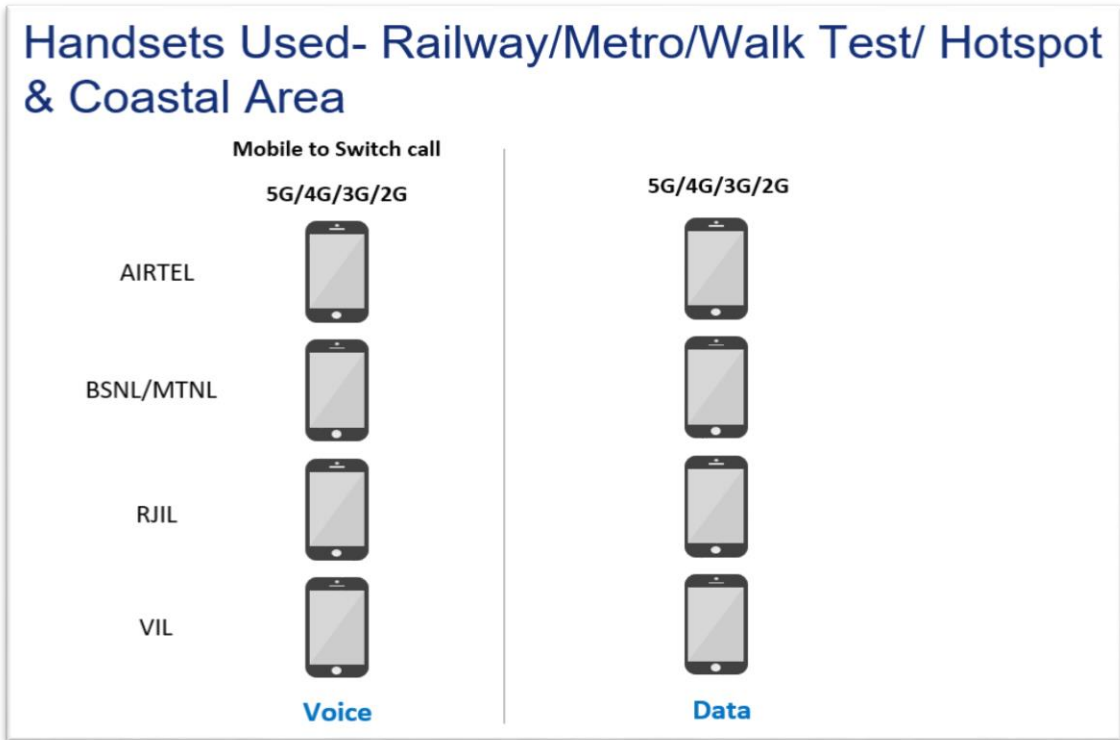 Handsets Used- Railway/Metro/Walk Test/ Hotspot
& Coastal Area
Mobile to Switch call
5G/4G/3G/2G
5G/4G/3G/2G
AIRTEL
BSNL/MTNL
RJIL
VIL
Voice
Data